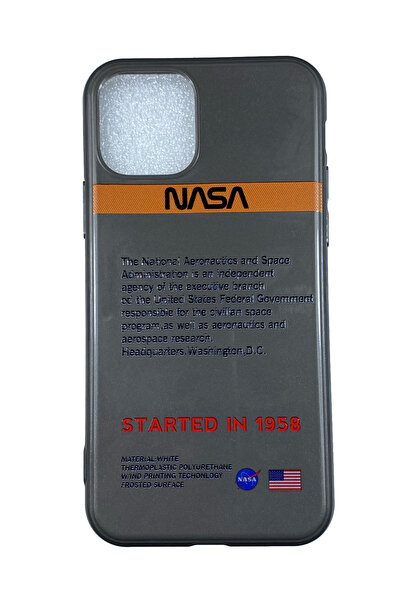 NASA
The National Aeronautics and Space
Administration is an independent
agency of the executive branch
of the United States Federal Government
responsible for the civilian space
program,as well as aeronautics and
aerospace research.
Headquarters.Washington,D.C.
STARTED IN 1958
MATERIAL:WHITE
THERMOPLASTIC POLYURETHANE
WIND PRINTING TECHONLOGY
FROSTED SURFACE
NASA